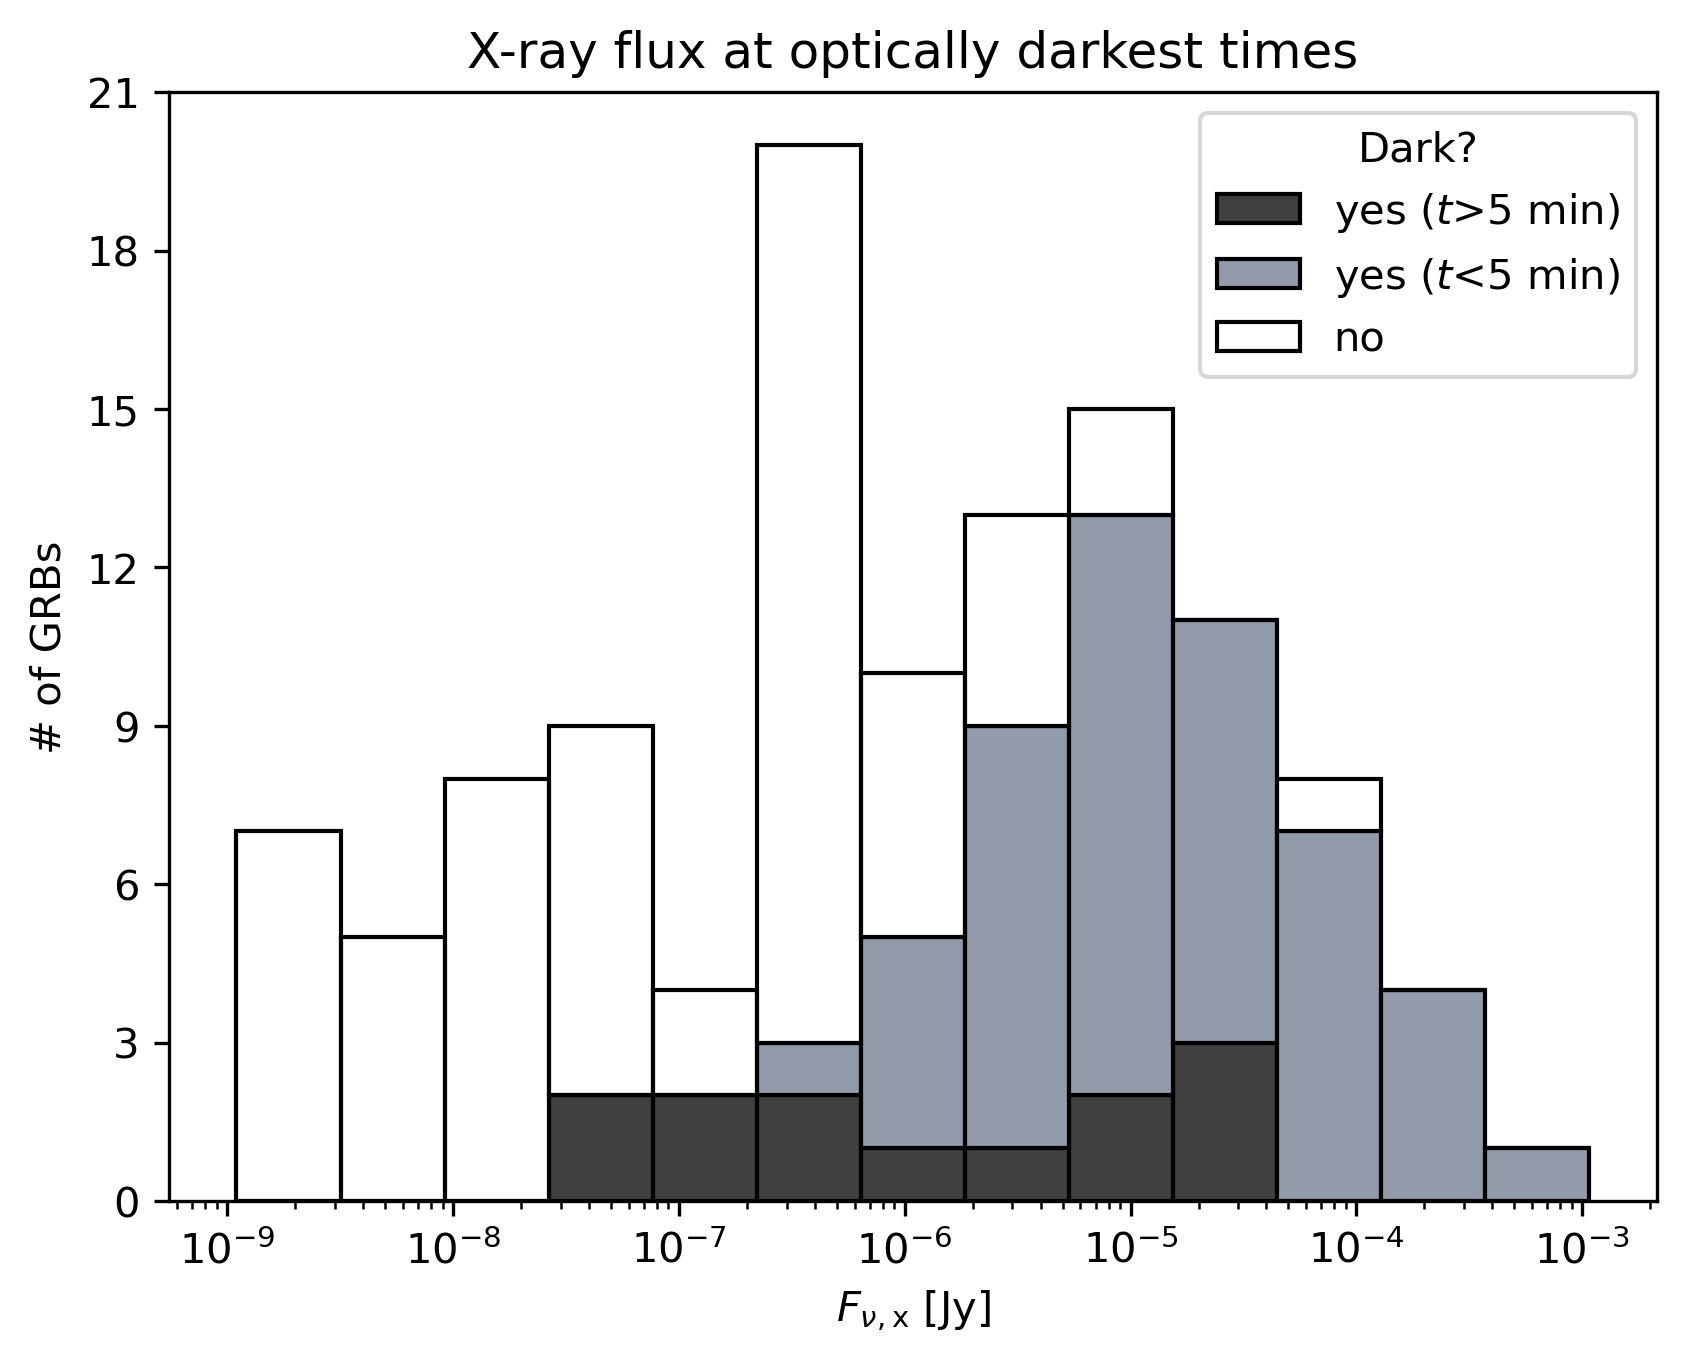 X-ray flux at optically darkest times
21
18
15
12
9
6
3
0
# of GRBs
Dark?
yes (t>5 min)
yes (t<5 min)
no
10⁻⁹ 10⁻⁸ 10⁻⁷ 10⁻⁶ 10⁻⁵ 10⁻⁴ 10⁻³
F_ν,x [Jy]